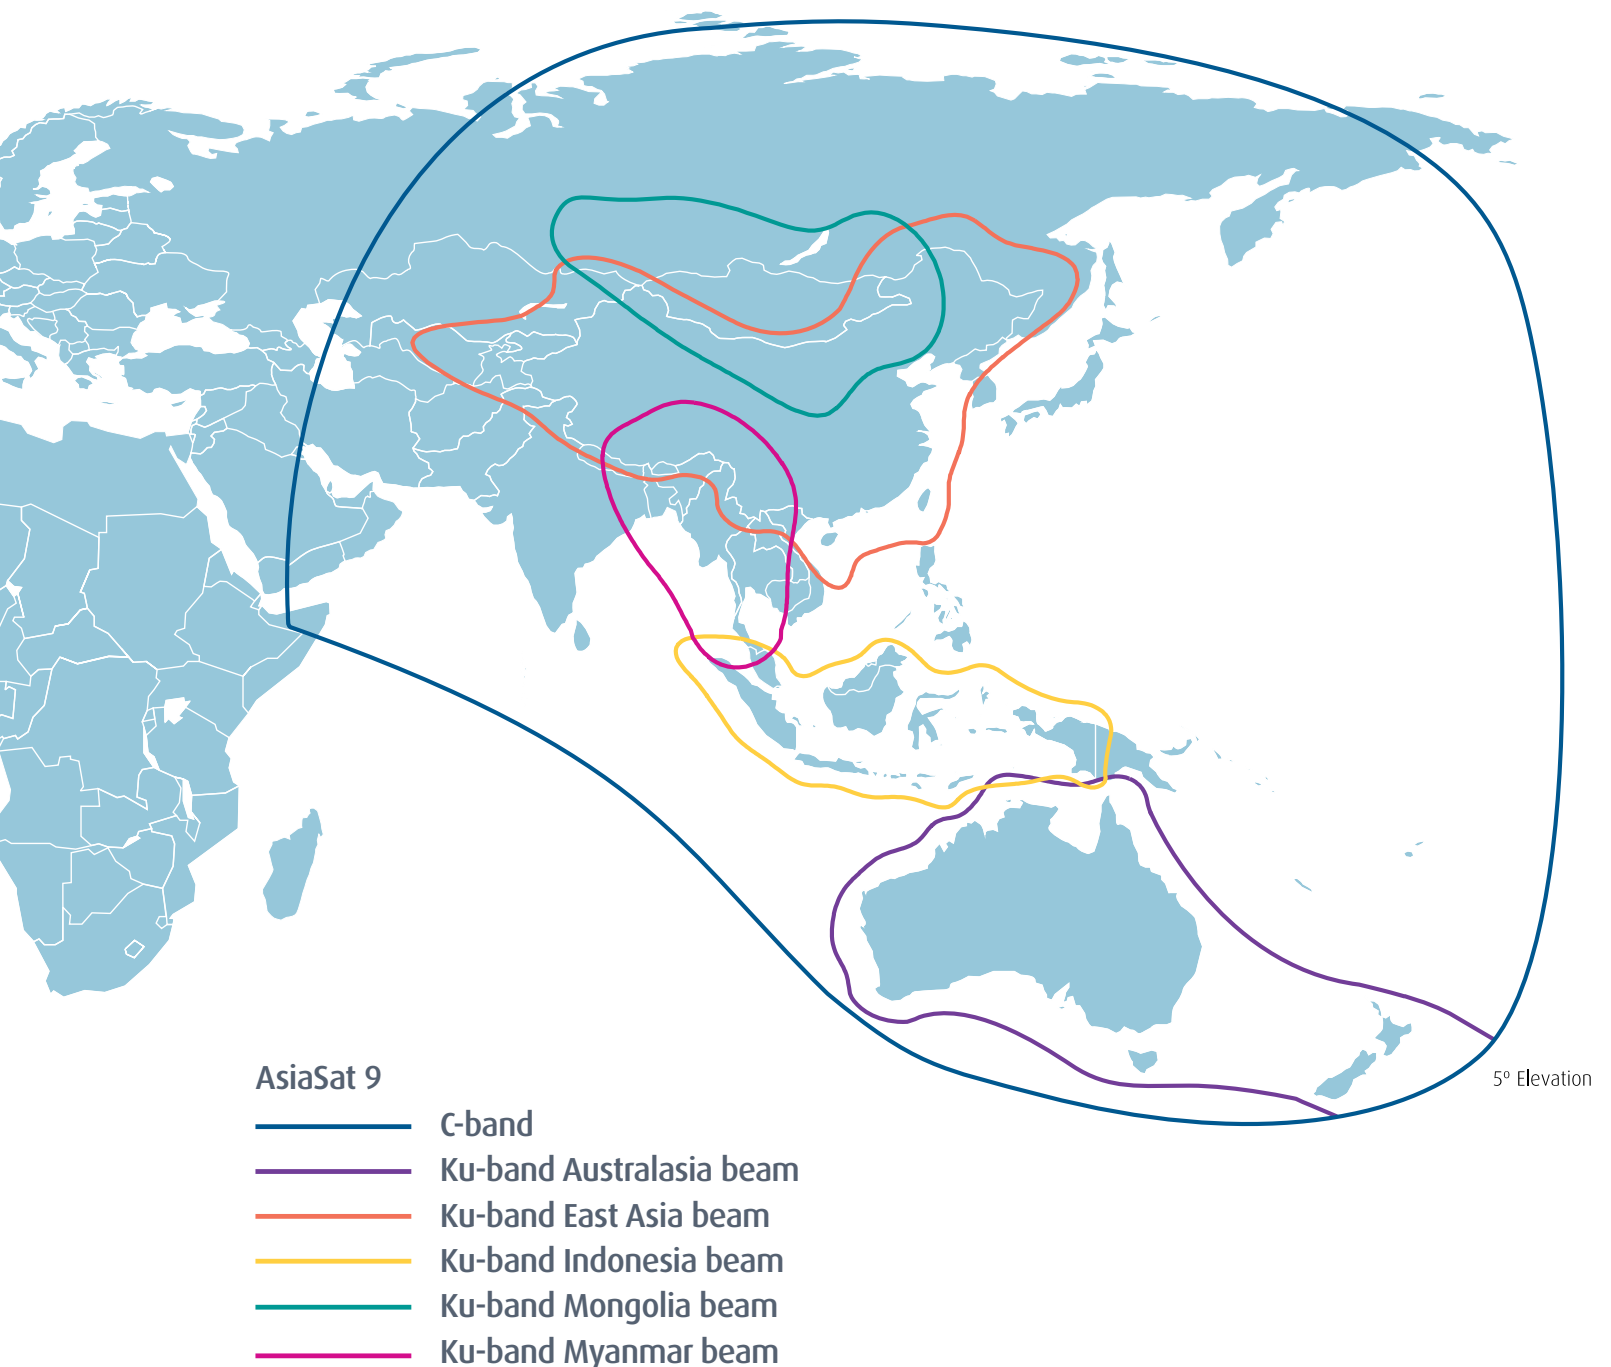 5º Elevation
AsiaSat 9
C-band
Ku-band Australasia beam
Ku-band East Asia beam
Ku-band Indonesia beam
Ku-band Mongolia beam
Ku-band Myanmar beam